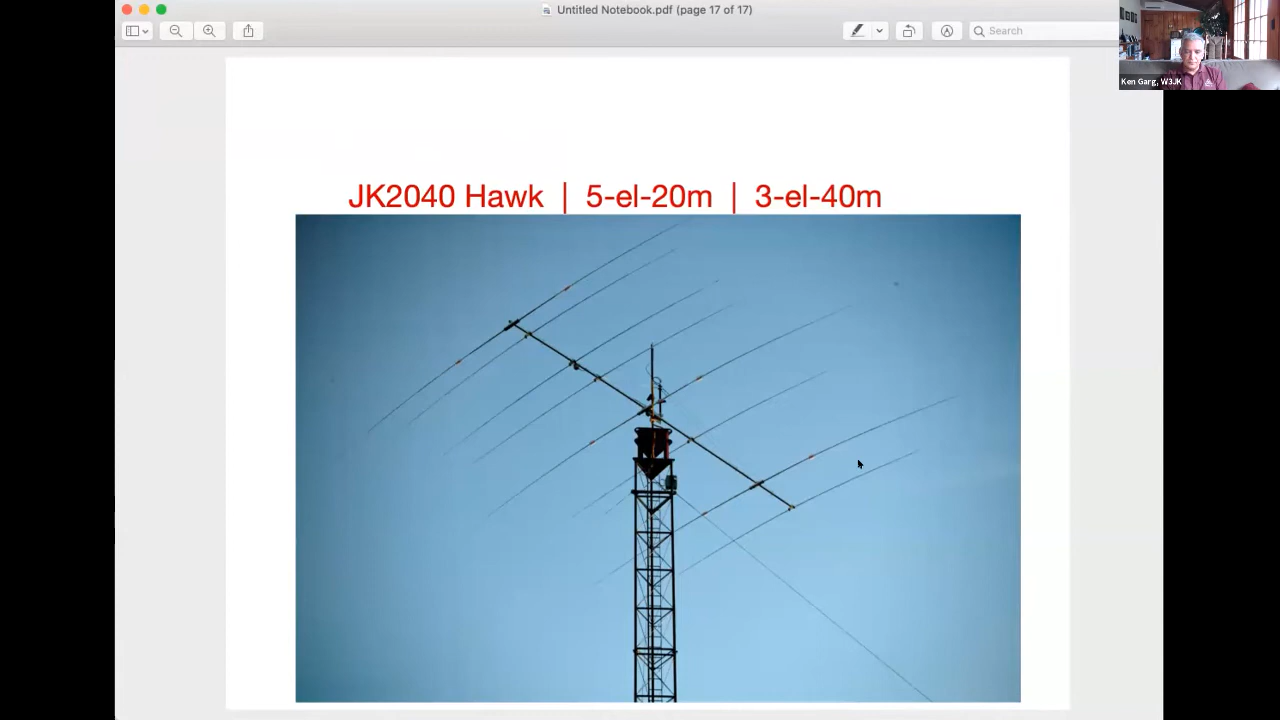 Untitled Notebook.pdf (page 17 of 17)
Search
Ken Garg, W3JK
JK2040 Hawk | 5-el-20m | 3-el-40m